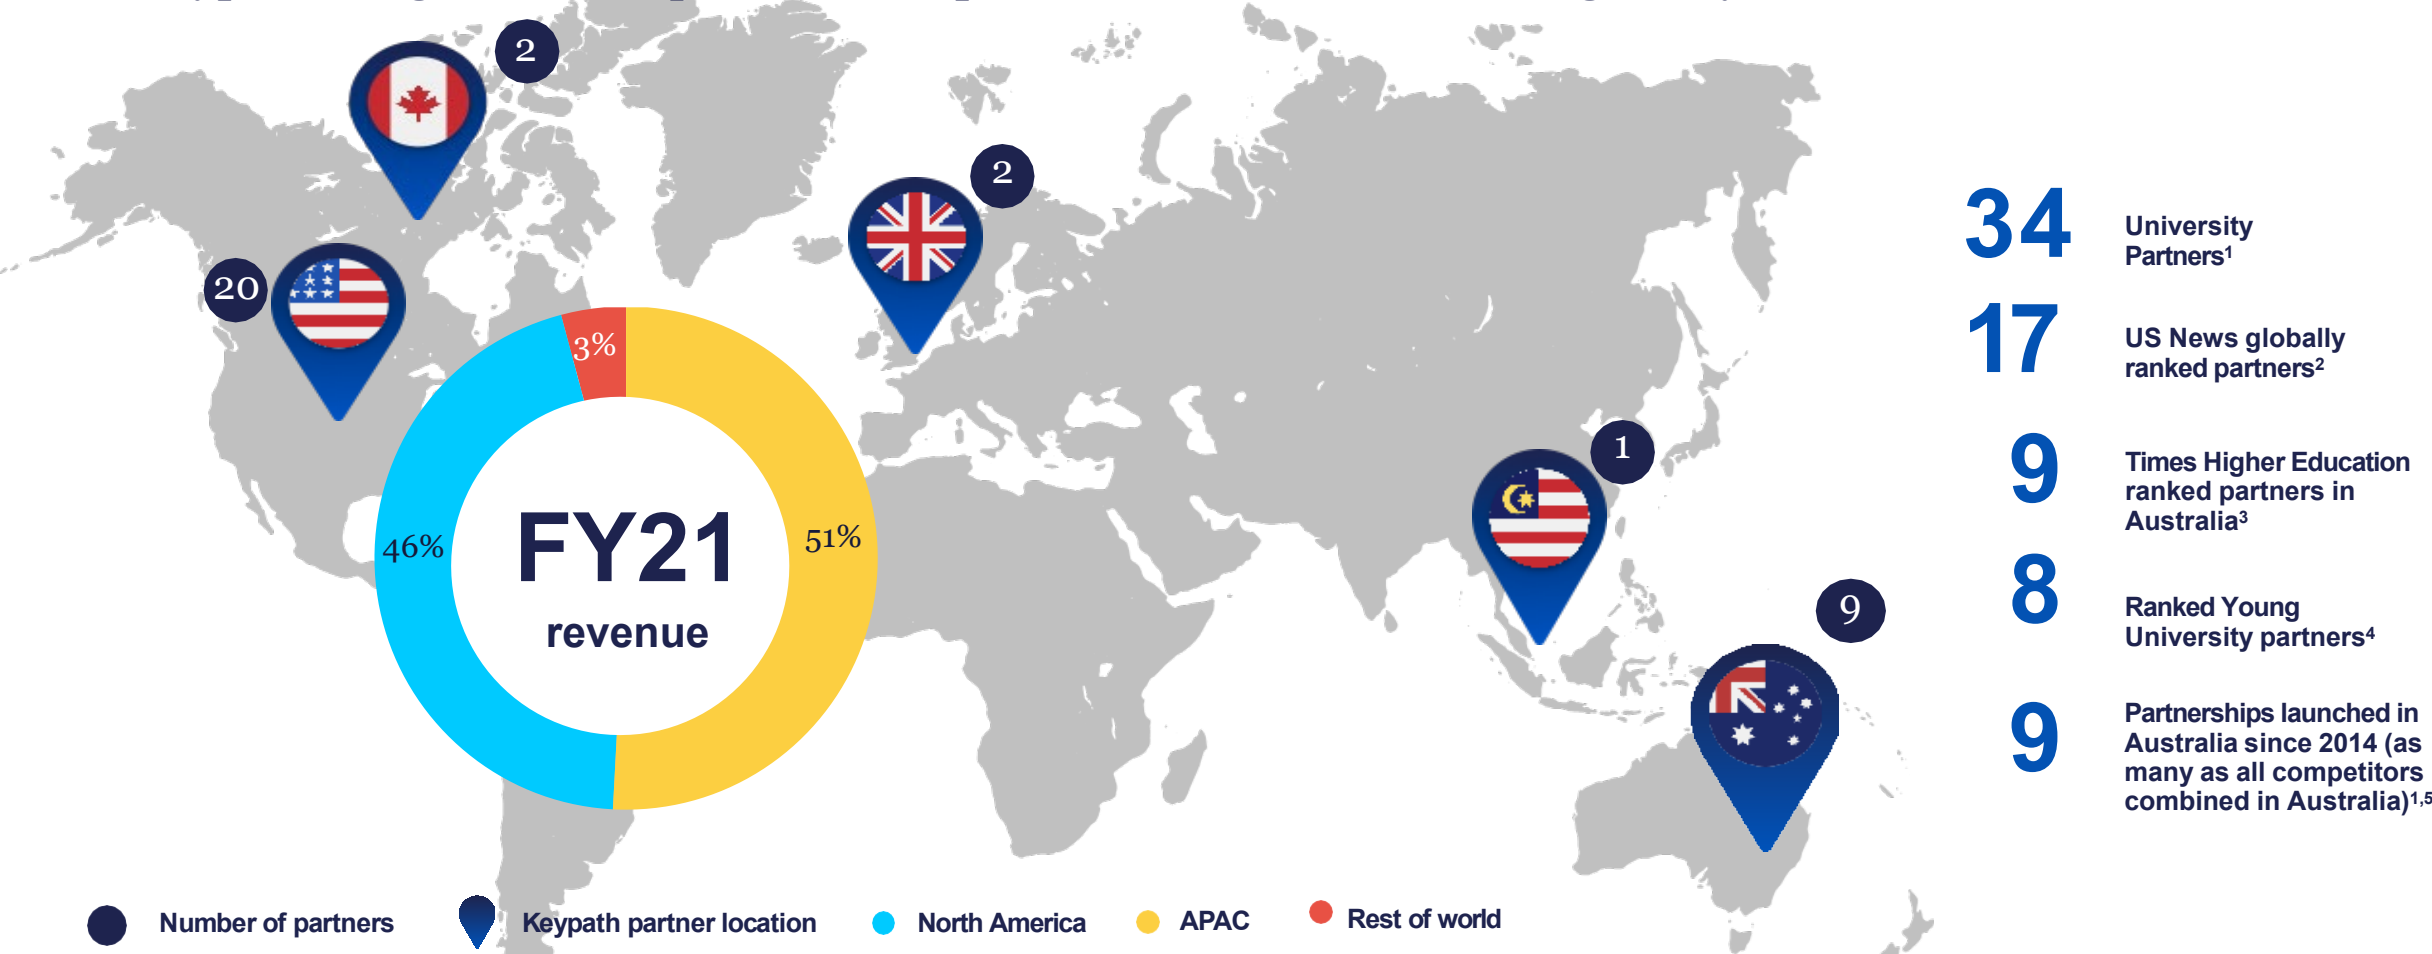 2
2
20
3%
1
46%
51%
FY21
revenue
9
34
University
Partners¹
17
US News globally
ranked partners²
9
Times Higher Education
ranked partners in
Australia³
8
Ranked Young
University partners⁴
9
Partnerships launched in
Australia since 2014 (as
many as all competitors
combined in Australia)¹,⁵
Number of partners
Keypath partner location
North America
APAC
Rest of world